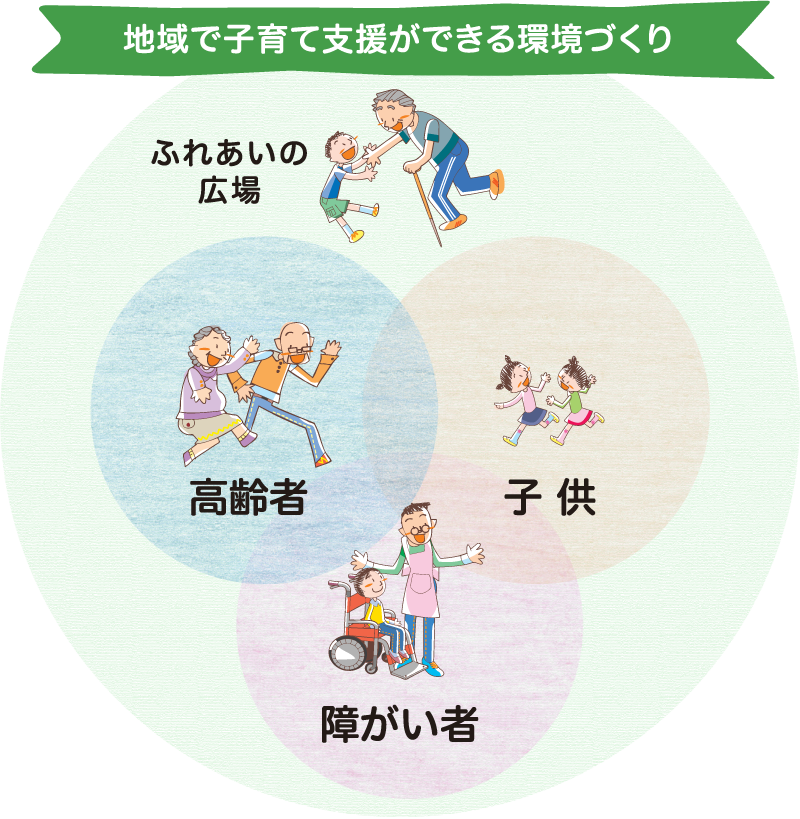 地域で子育て支援ができる環境づくり
ふれあいの
広場
高齢者
子供
障がい者